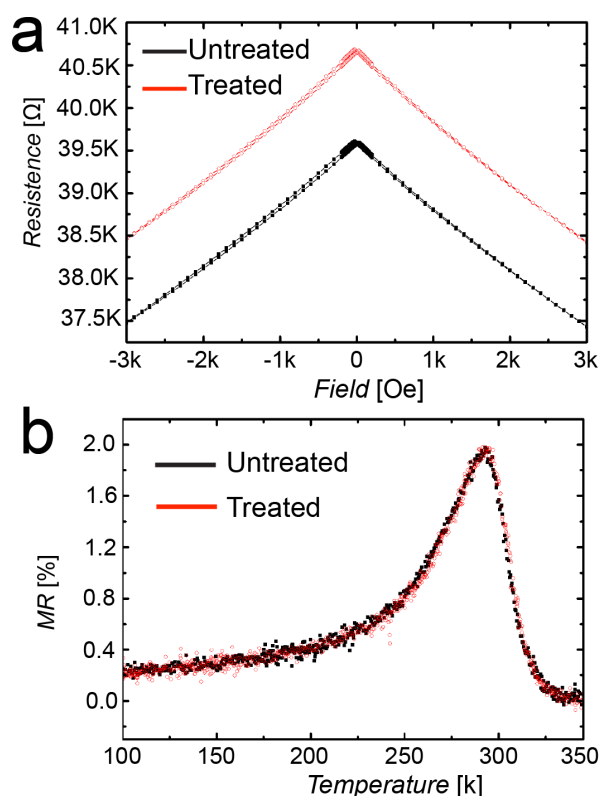 a
41.0K
40.5K
39.5K
39.0K
38.5K
38.0K
37.5K
Resistence [Ω]
Untreated
Treated
-3k -2k -1k 0 1k 2k 3k
Field [Oe]
b
2.0
1.6
1.2
0.8
0.4
0.0
MR [%]
Untreated
Treated
100 150 200 250 300 350
Temperature [k]